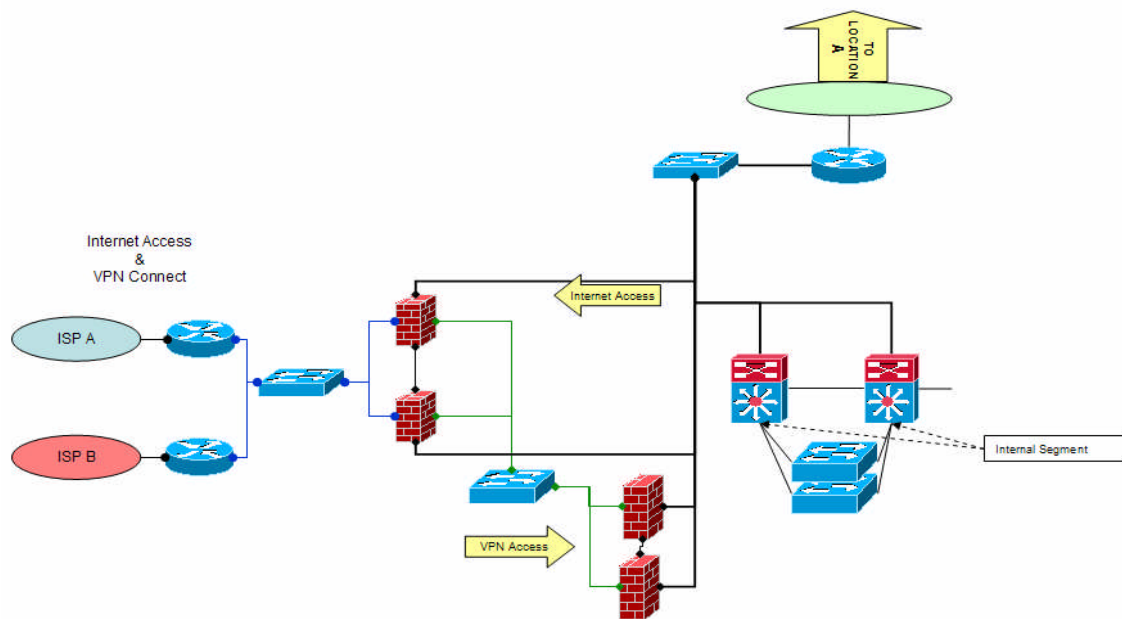 TO
LOCATION
A
Internet Access
&
VPN Connect
Internet Access
ISP A
ISP B
Internal Segment
VPN Access